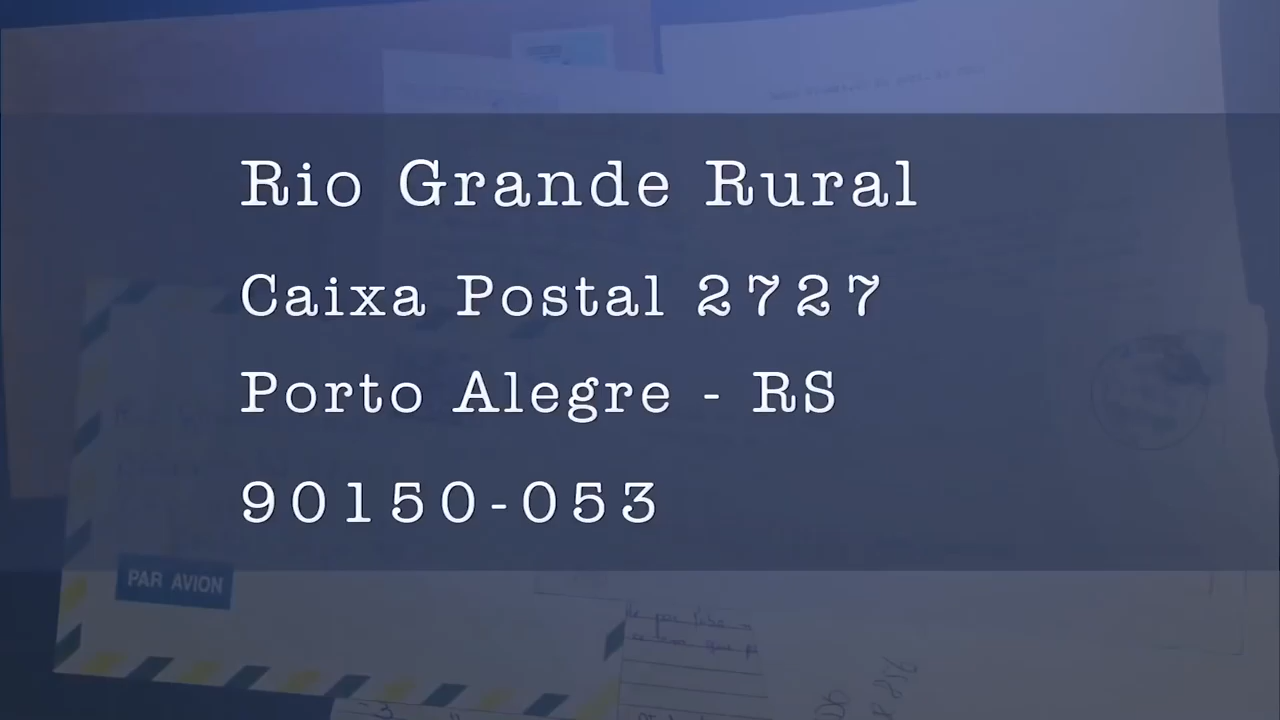 Rio Grande Rural
Caixa Postal 2727
Porto Alegre - RS
90150-053
PAR AVION